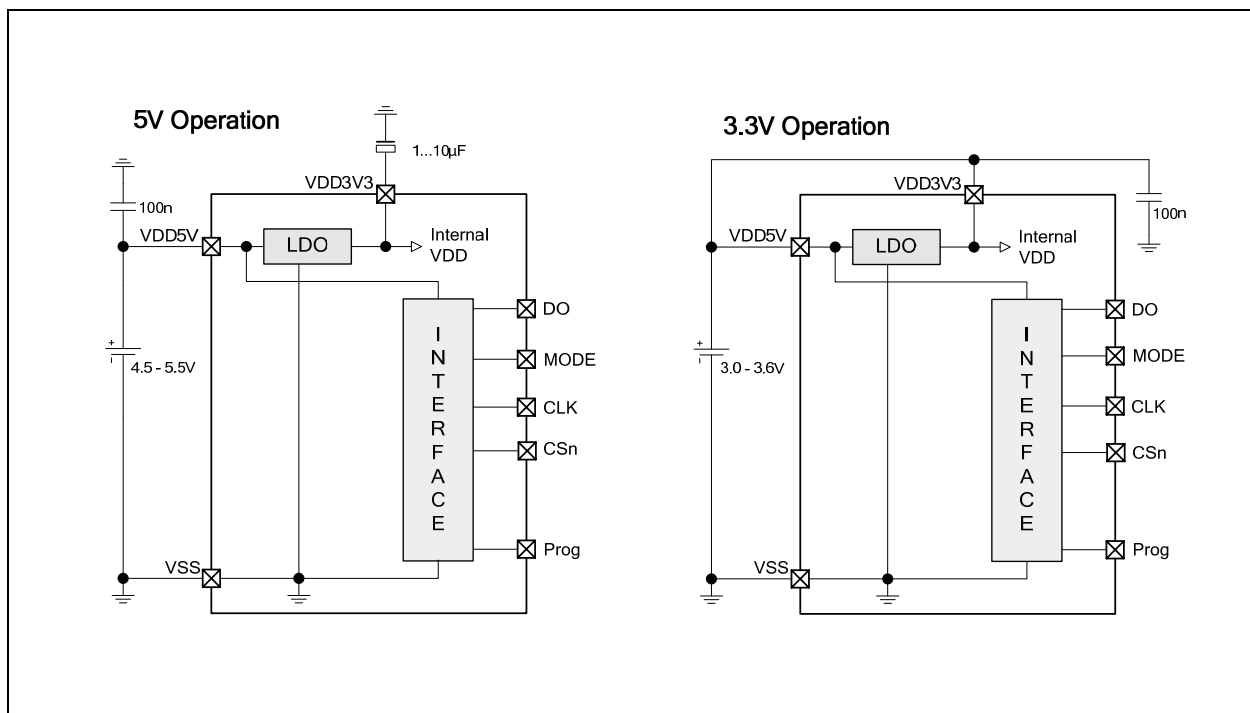 5V Operation
1...10µF
VDD3V3
100n
VDD5V
LDO
Internal
VDD
DO
MODE
CLK
CSn
Prog
INTERFACE
+
-
4.5 - 5.5V
VSS
3.3V Operation
VDD3V3
100n
VDD5V
LDO
Internal
VDD
DO
MODE
CLK
CSn
Prog
INTERFACE
+
-
3.0 - 3.6V
VSS